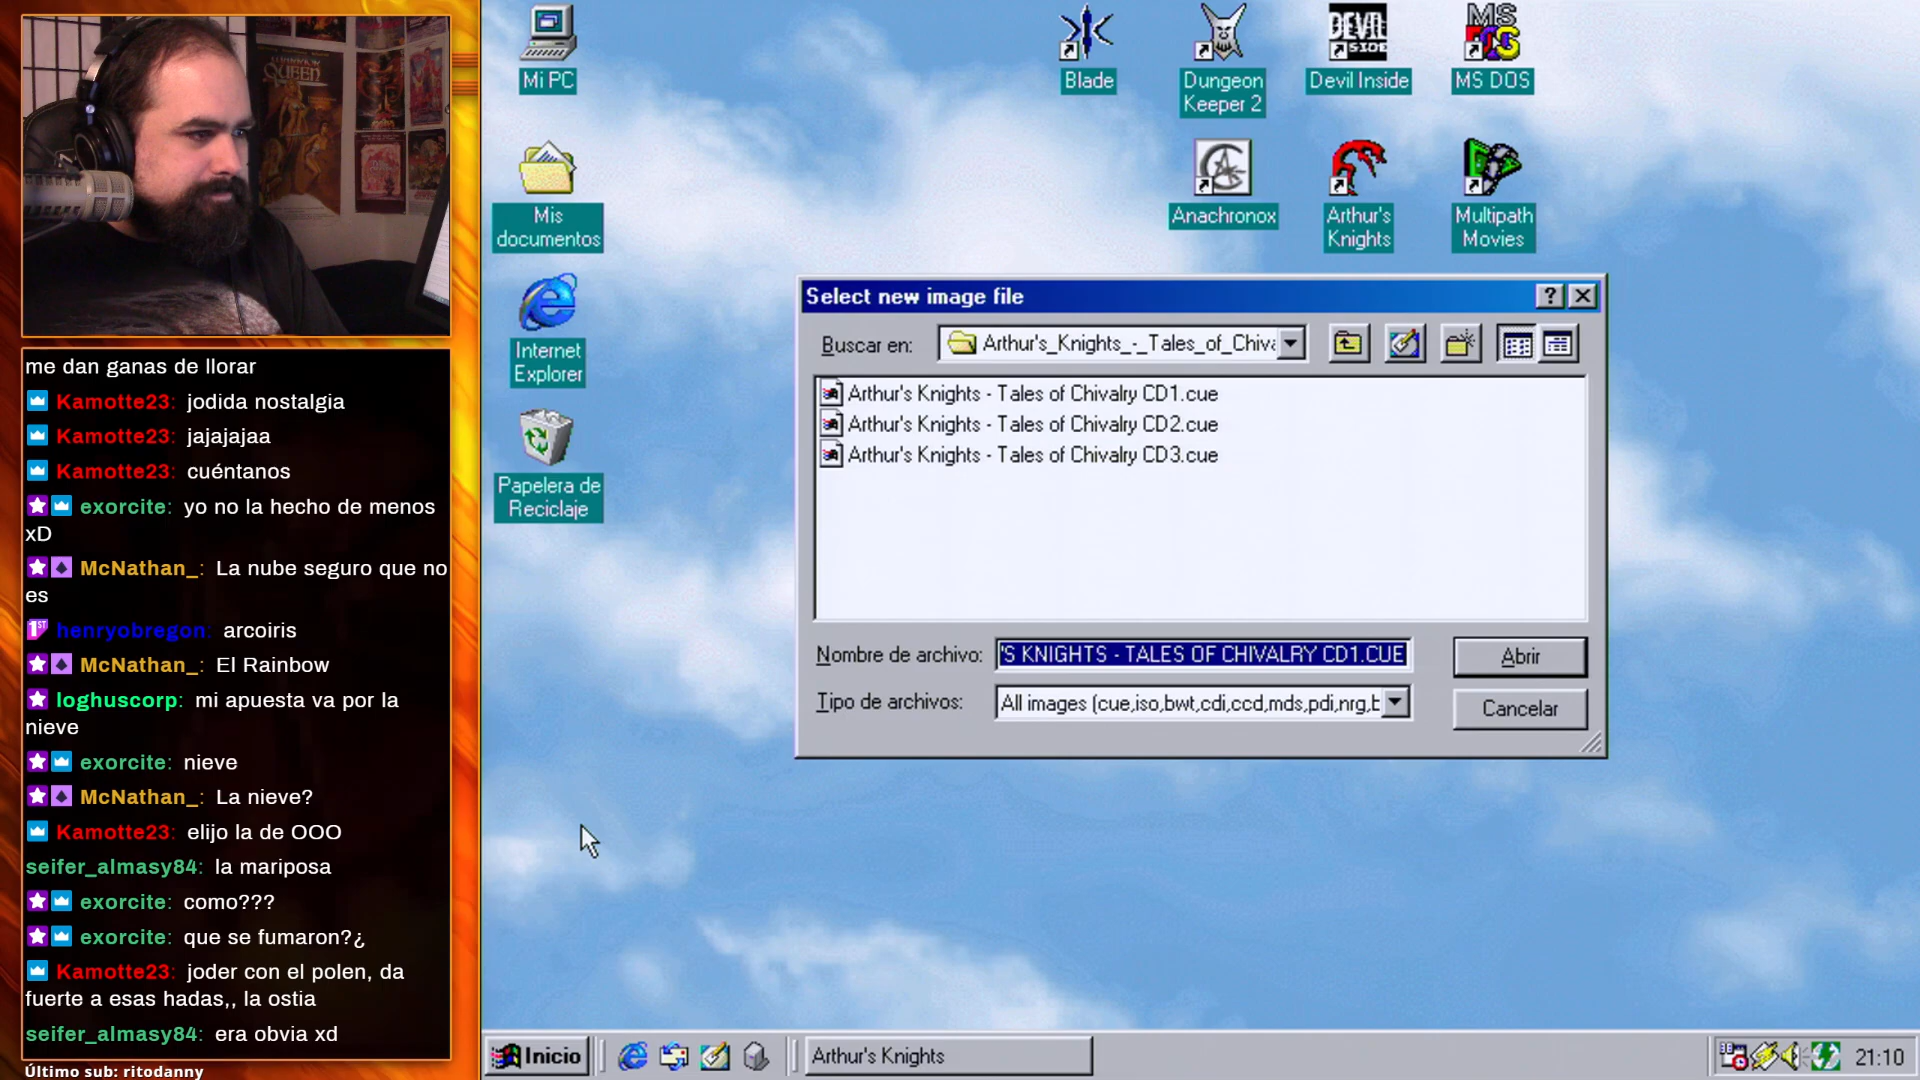 me dan ganas de llorar
Kamotte23: jodida nostalgia
Kamotte23: jajajajaa
Kamotte23: cuéntanos
exorcite: yo no la hecho de menos
xD
McNathan_: La nube seguro que no
es
1ST henryobregon: arcoiris
McNathan_: El Rainbow
loghuscorp: mi apuesta va por la
nieve
exorcite: nieve
McNathan_: La nieve?
Kamotte23: elijo la de OOO
seifer_almasy84: la mariposa
exorcite: como???
exorcite: que se fumaron?¿
Kamotte23: joder con el polen, da
fuerte a esas hadas,, la ostia
seifer_almasy84: era obvia xd
Último sub: ritodanny
QUEEN
Mi PC
Mis
documentos
Internet
Explorer
Papelera de
Reciclaje
Blade
Dungeon
Keeper 2
DEVIL
SIDE
Devil Inside
MS
MS DOS
Anachronox
Arthur's
Knights
Multipath
Movies
Select new image file
Buscar en:
Arthur's_Knights_-_Tales_of_Chiva
Arthur's Knights - Tales of Chivalry CD1.cue
Arthur's Knights - Tales of Chivalry CD2.cue
Arthur's Knights - Tales of Chivalry CD3.cue
Nombre de archivo:
'S KNIGHTS - TALES OF CHIVALRY CD1.CUE
Abrir
Tipo de archivos:
All images (cue,iso,bwt,cdi,ccd,mds,pdi,nrg,b
Cancelar
Inicio
Arthur's Knights
21:10